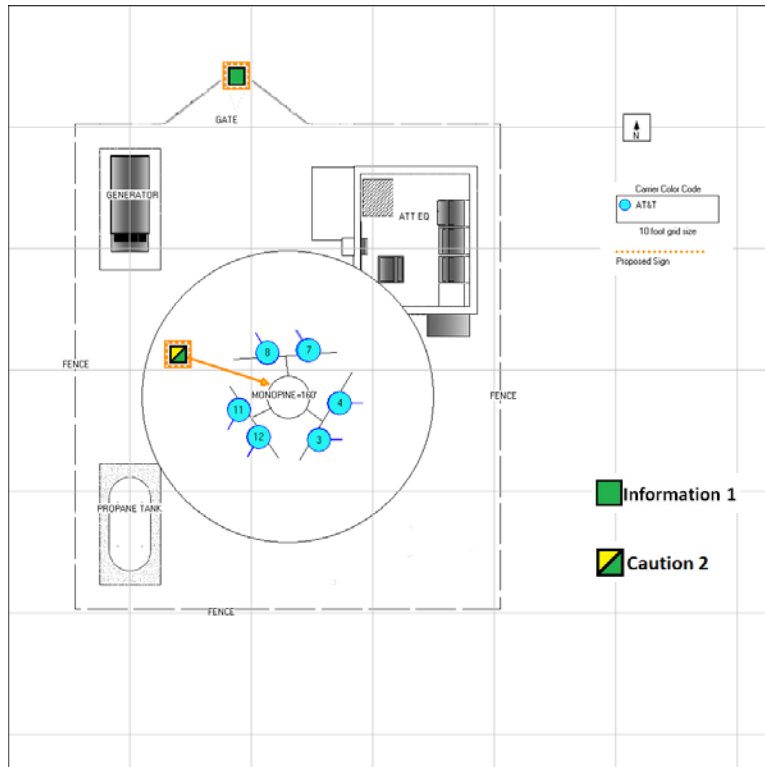 GATE
N
GENERATOR
ATT EQ
Carrier Color Code
AT&T
10 foot grid size
Proposed Sign
8
7
FENCE
MONOPINE=160'
FENCE
4
11
12
3
Information 1
PROPANE TANK
Caution 2
FENCE